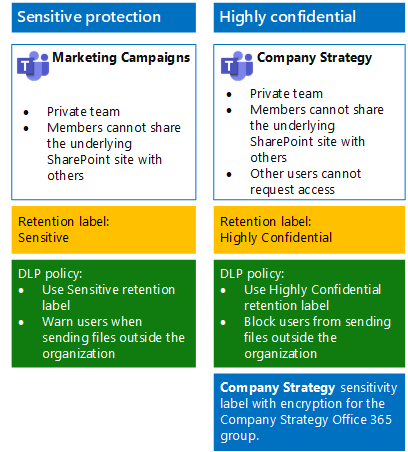 Sensitive protection
Marketing Campaigns
• Private team
• Members cannot share
the underlying
SharePoint site with
others
Retention label:
Sensitive
DLP policy:
• Use Sensitive retention
label
• Warn users when
sending files outside the
organization
Highly confidential
Company Strategy
• Private team
• Members cannot share
the underlying
SharePoint site with
others
• Other users cannot
request access
Retention label:
Highly Confidential
DLP policy:
• Use Highly Confidential
retention label
• Block users from sending
files outside the
organization
Company Strategy sensitivity
label with encryption for the
Company Strategy Office 365
group.